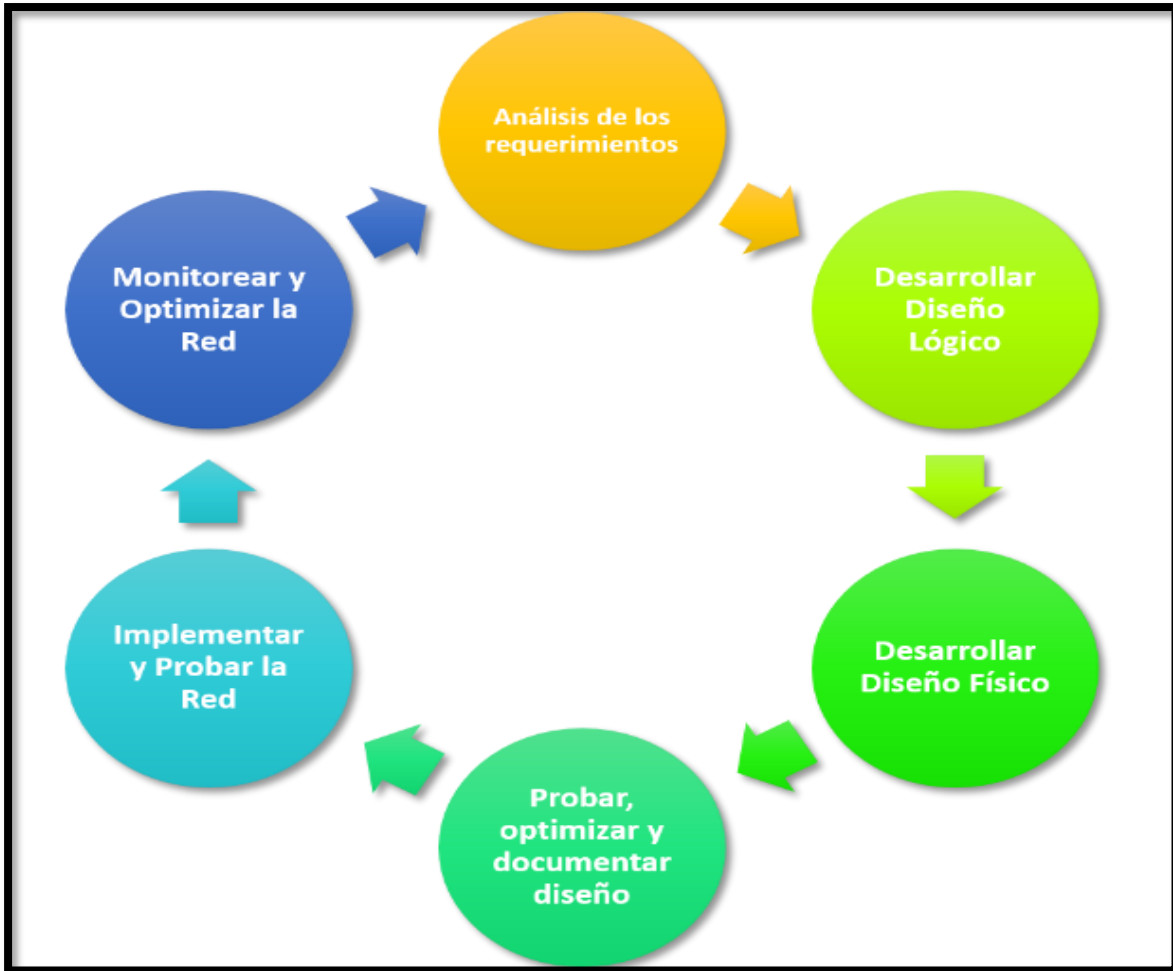 Análisis de los
requerimientos
Desarrollar
Diseño
Lógico
Desarrollar
Diseño Físico
Probar,
optimizar y
documentar
diseño
Implementar
y Probar la
Red
Monitorear y
Optimizar la
Red